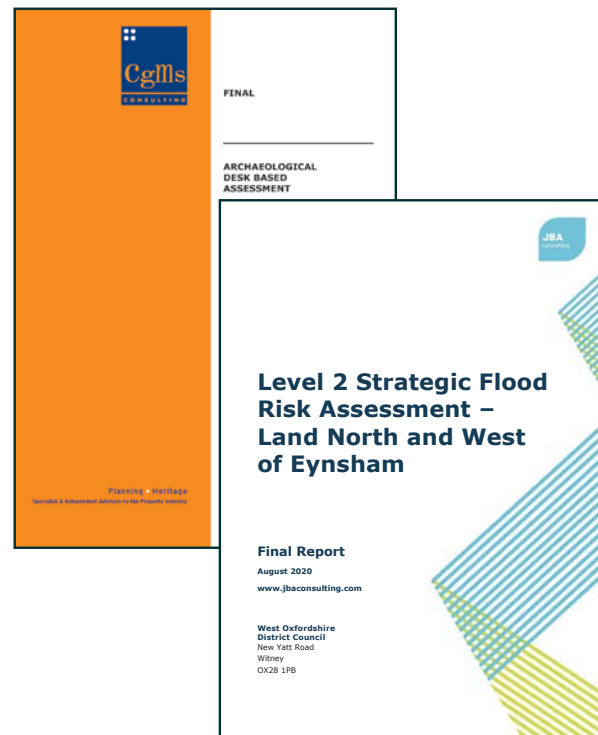 CgMs
CONSULTING
FINAL
ARCHAEOLOGICAL
DESK BASED
ASSESSMENT
Planning • Heritage
Specialist & Independent Advisors to the Property Industry
JBA
consulting
Level 2 Strategic Flood
Risk Assessment –
Land North and West
of Eynsham
Final Report
August 2020
www.jbaconsulting.com
West Oxfordshire
District Council
New Yatt Road
Witney
OX28 1PB